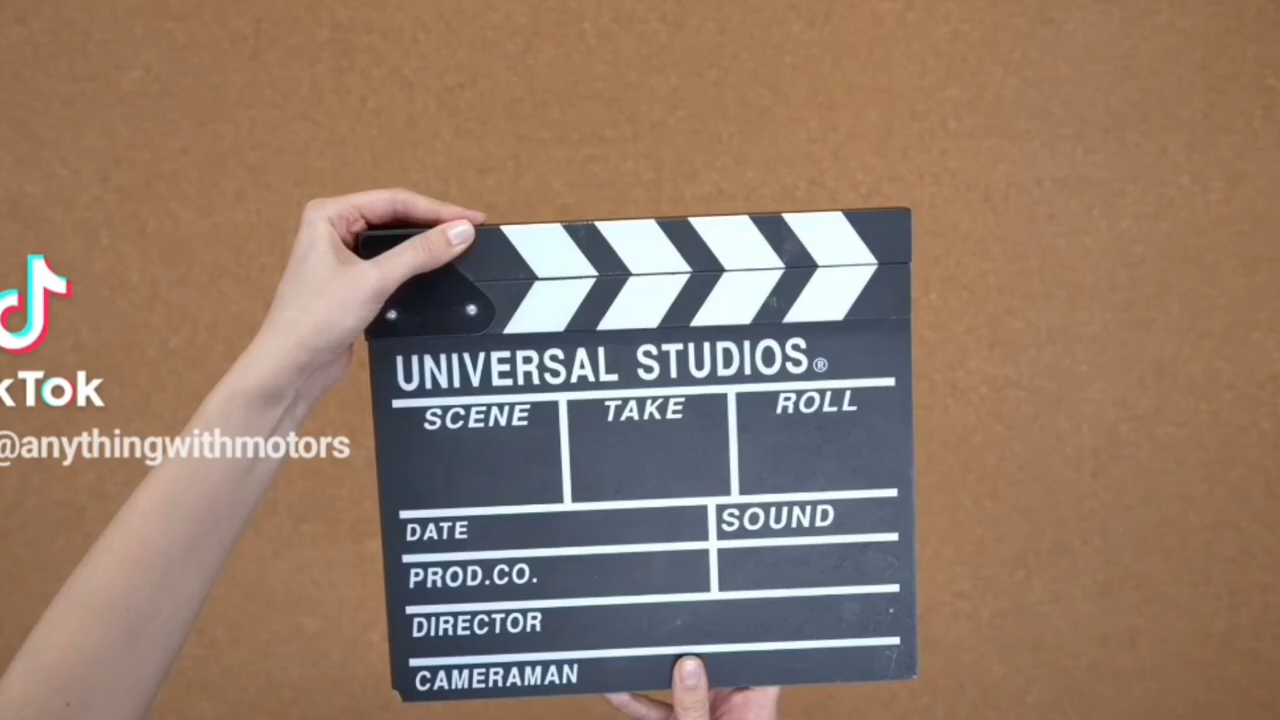 UNIVERSAL STUDIOS®
SCENE TAKE ROLL
DATE SOUND
PROD.CO.
DIRECTOR
CAMERAMAN
kTok
@anythingwithmotors